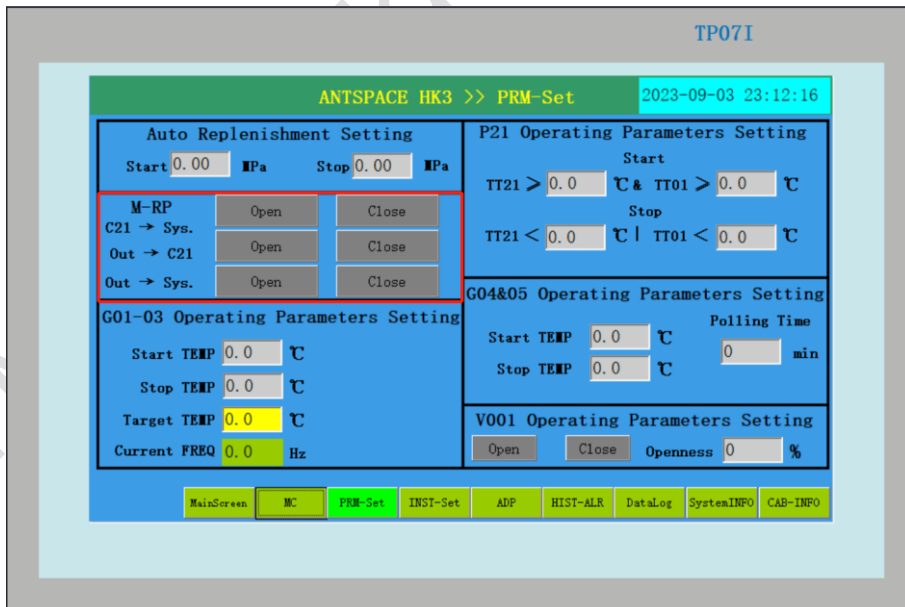 TP07I
ANTSPACE HK3 >> PRM-Set
2023-09-03 23:12:16
Auto Replenishment Setting
Start 0.00 MPa Stop 0.00 MPa
M-RP
C21 → Sys. Open Close
Out → C21 Open Close
Out → Sys. Open Close
G01-03 Operating Parameters Setting
Start TEMP 0.0 ℃
Stop TEMP 0.0 ℃
Target TEMP 0.0 ℃
Current FREQ 0.0 Hz
P21 Operating Parameters Setting
Start
TT21 > 0.0 ℃ & TT01 > 0.0 ℃
Stop
TT21 < 0.0 ℃ | TT01 < 0.0 ℃
G04&05 Operating Parameters Setting
Polling Time
Start TEMP 0.0 ℃
0 min
Stop TEMP 0.0 ℃
V001 Operating Parameters Setting
Open Close Openness 0 %
MainScreen MC PRM-Set INST-Set ADP HIST-ALR DataLog SystemINFO CAB-INFO